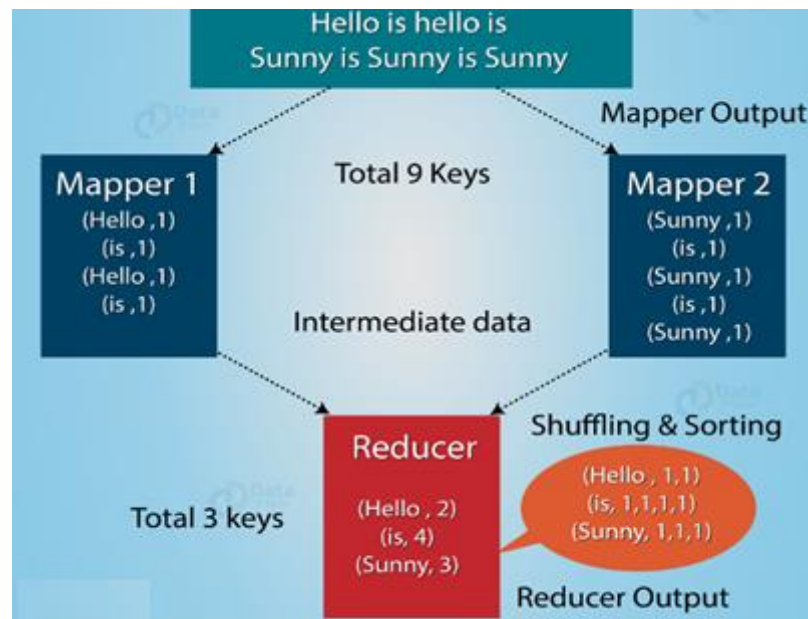 Hello is hello is
Sunny is Sunny is Sunny
Mapper Output
Mapper 1
(Hello ,1)
(is ,1)
(Hello ,1)
(is ,1)
Total 9 Keys
Mapper 2
(Sunny ,1)
(is ,1)
(Sunny ,1)
(is ,1)
(Sunny ,1)
Intermediate data
Reducer
(Hello , 2)
(is, 4)
(Sunny, 3)
Total 3 keys
Shuffling & Sorting
(Hello , 1,1)
(is, 1,1,1,1)
(Sunny, 1,1,1)
Reducer Output